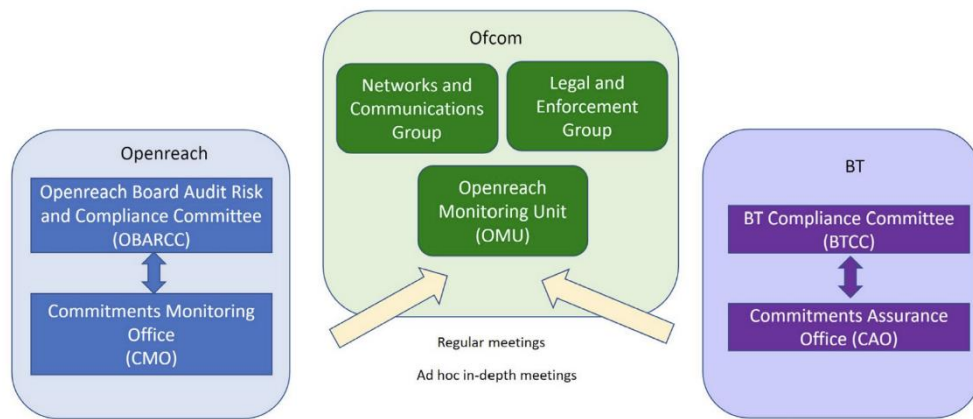 Ofcom
Networks and
Communications
Group
Legal and
Enforcement
Group
Openreach
Monitoring Unit
(OMU)
Openreach
Openreach Board Audit Risk
and Compliance Committee
(OBARCC)
Commitments Monitoring
Office
(CMO)
BT
BT Compliance Committee
(BTCC)
Commitments Assurance
Office (CAO)
Regular meetings
Ad hoc in-depth meetings